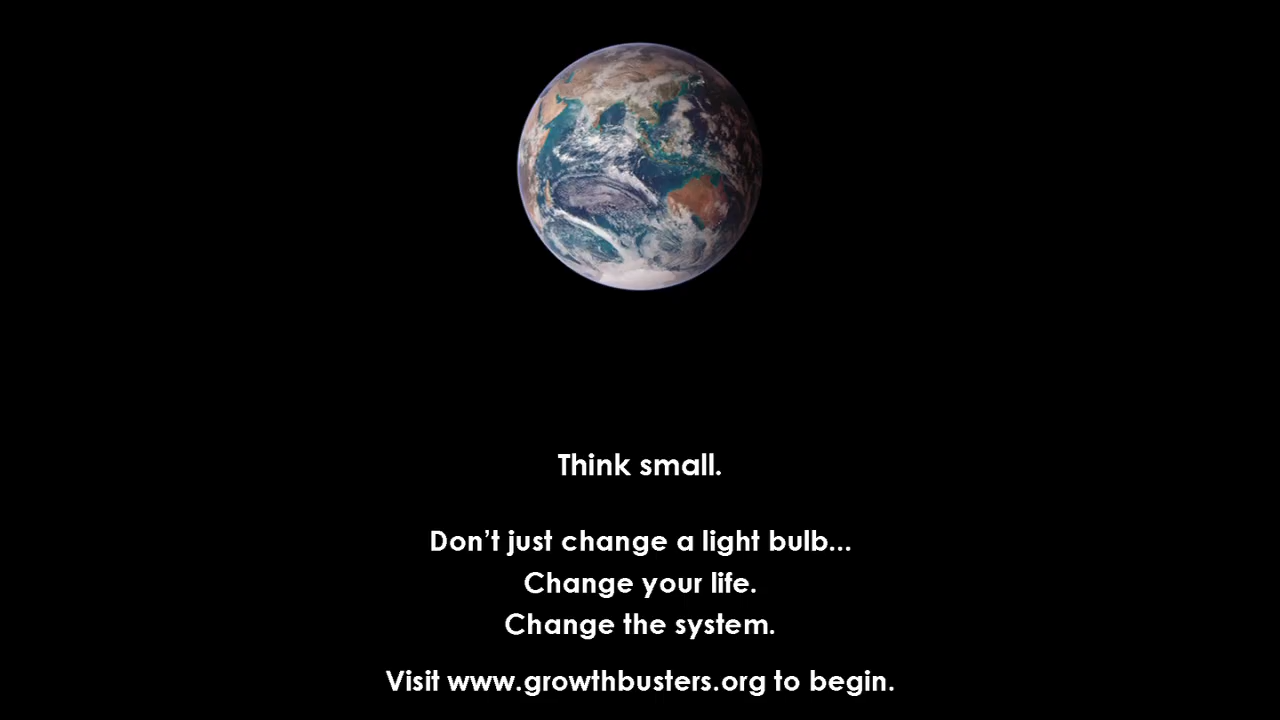 Think small.
Don’t just change a light bulb...
Change your life.
Change the system.
Visit www.growthbusters.org to begin.